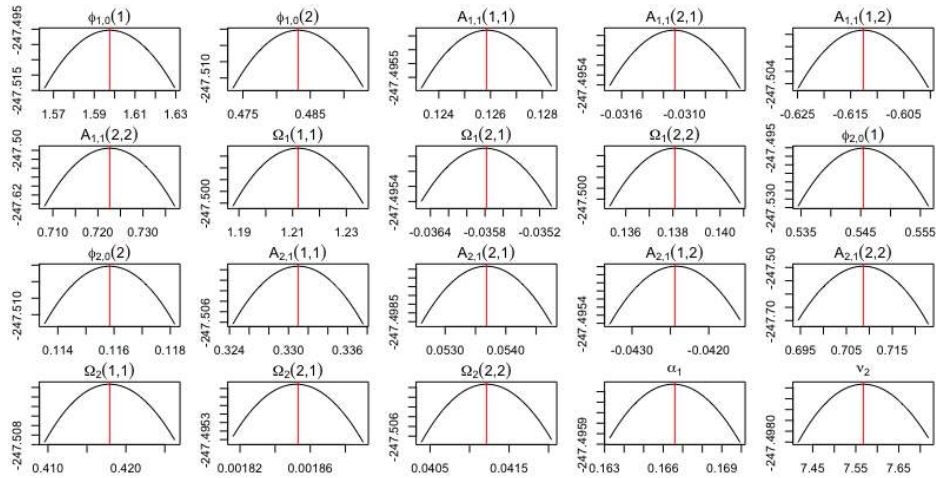 ϕ1,0(1) ϕ1,0(2) A1,1(1,1) A1,1(2,1) A1,1(1,2)
-247.515 -247.495 -247.510 -247.4955 -247.4954 -247.504
1.57 1.59 1.61 1.63 0.475 0.485 0.124 0.126 0.128 -0.0316 -0.0310 -0.625 -0.615 -0.605
A1,1(2,2) Ω1(1,1) Ω1(2,1) Ω1(2,2) ϕ2,0(1)
-247.62 -247.50 -247.500 -247.4954 -247.500 -247.530 -247.495
0.710 0.720 0.730 1.19 1.21 1.23 -0.0364 -0.0358 -0.0352 0.136 0.138 0.140 0.535 0.545 0.555
ϕ2,0(2) A2,1(1,1) A2,1(2,1) A2,1(1,2) A2,1(2,2)
-247.510 -247.506 -247.4985 -247.4954 -247.70 -247.50
0.114 0.116 0.118 0.324 0.330 0.336 0.0530 0.0540 -0.0430 -0.0420 0.695 0.705 0.715
Ω2(1,1) Ω2(2,1) Ω2(2,2) α1 ν2
-247.508 -247.4953 -247.506 -247.4959 -247.4980
0.410 0.420 0.00182 0.00186 0.0405 0.0415 0.163 0.166 0.169 7.45 7.55 7.65